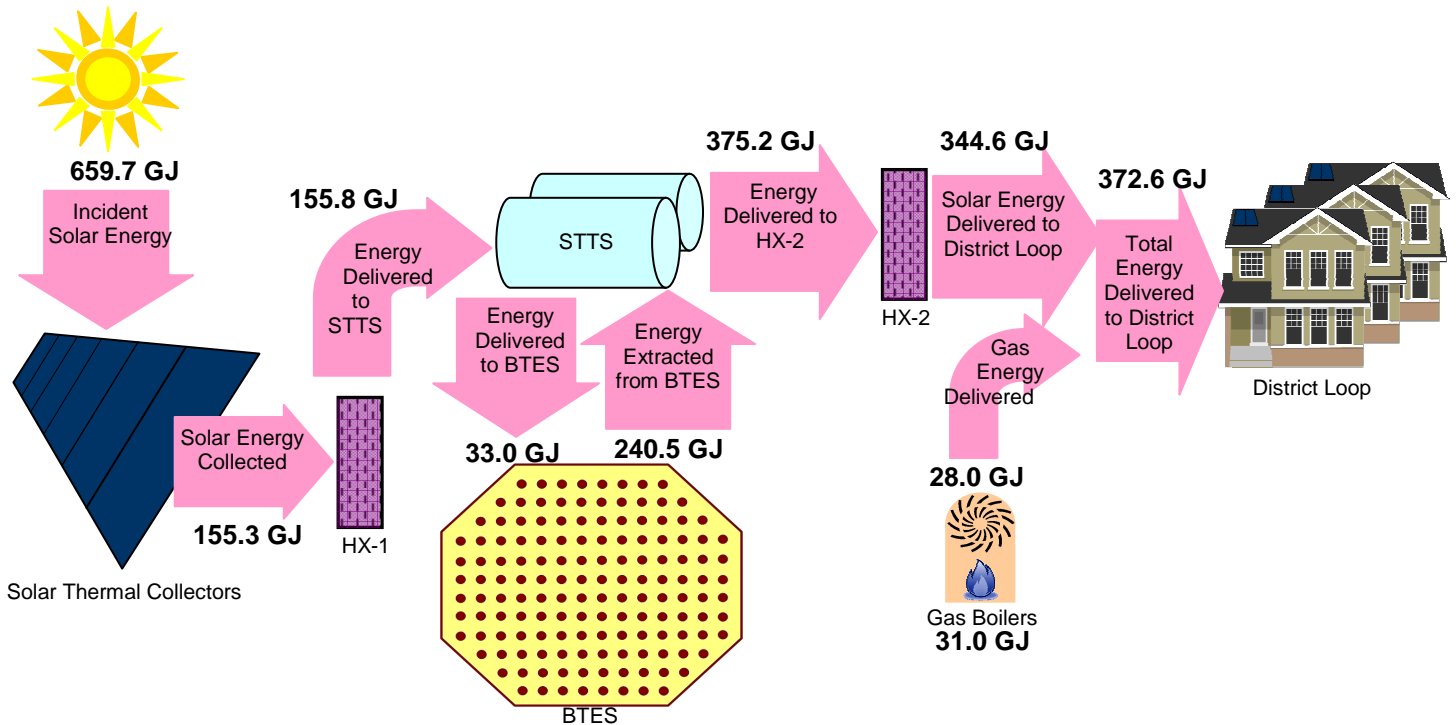 659.7 GJ
Incident
Solar Energy
Solar Thermal Collectors
Solar Energy
Collected
155.3 GJ
HX-1
155.8 GJ
Energy
Delivered
to
STTS
STTS
Energy
Delivered
to BTES
33.0 GJ
Energy
Extracted
from BTES
240.5 GJ
BTES
375.2 GJ
Energy
Delivered to
HX-2
HX-2
344.6 GJ
Solar Energy
Delivered to
District Loop
Gas
Energy
Delivered
28.0 GJ
Gas Boilers
31.0 GJ
372.6 GJ
Total
Energy
Delivered
to District
Loop
District Loop